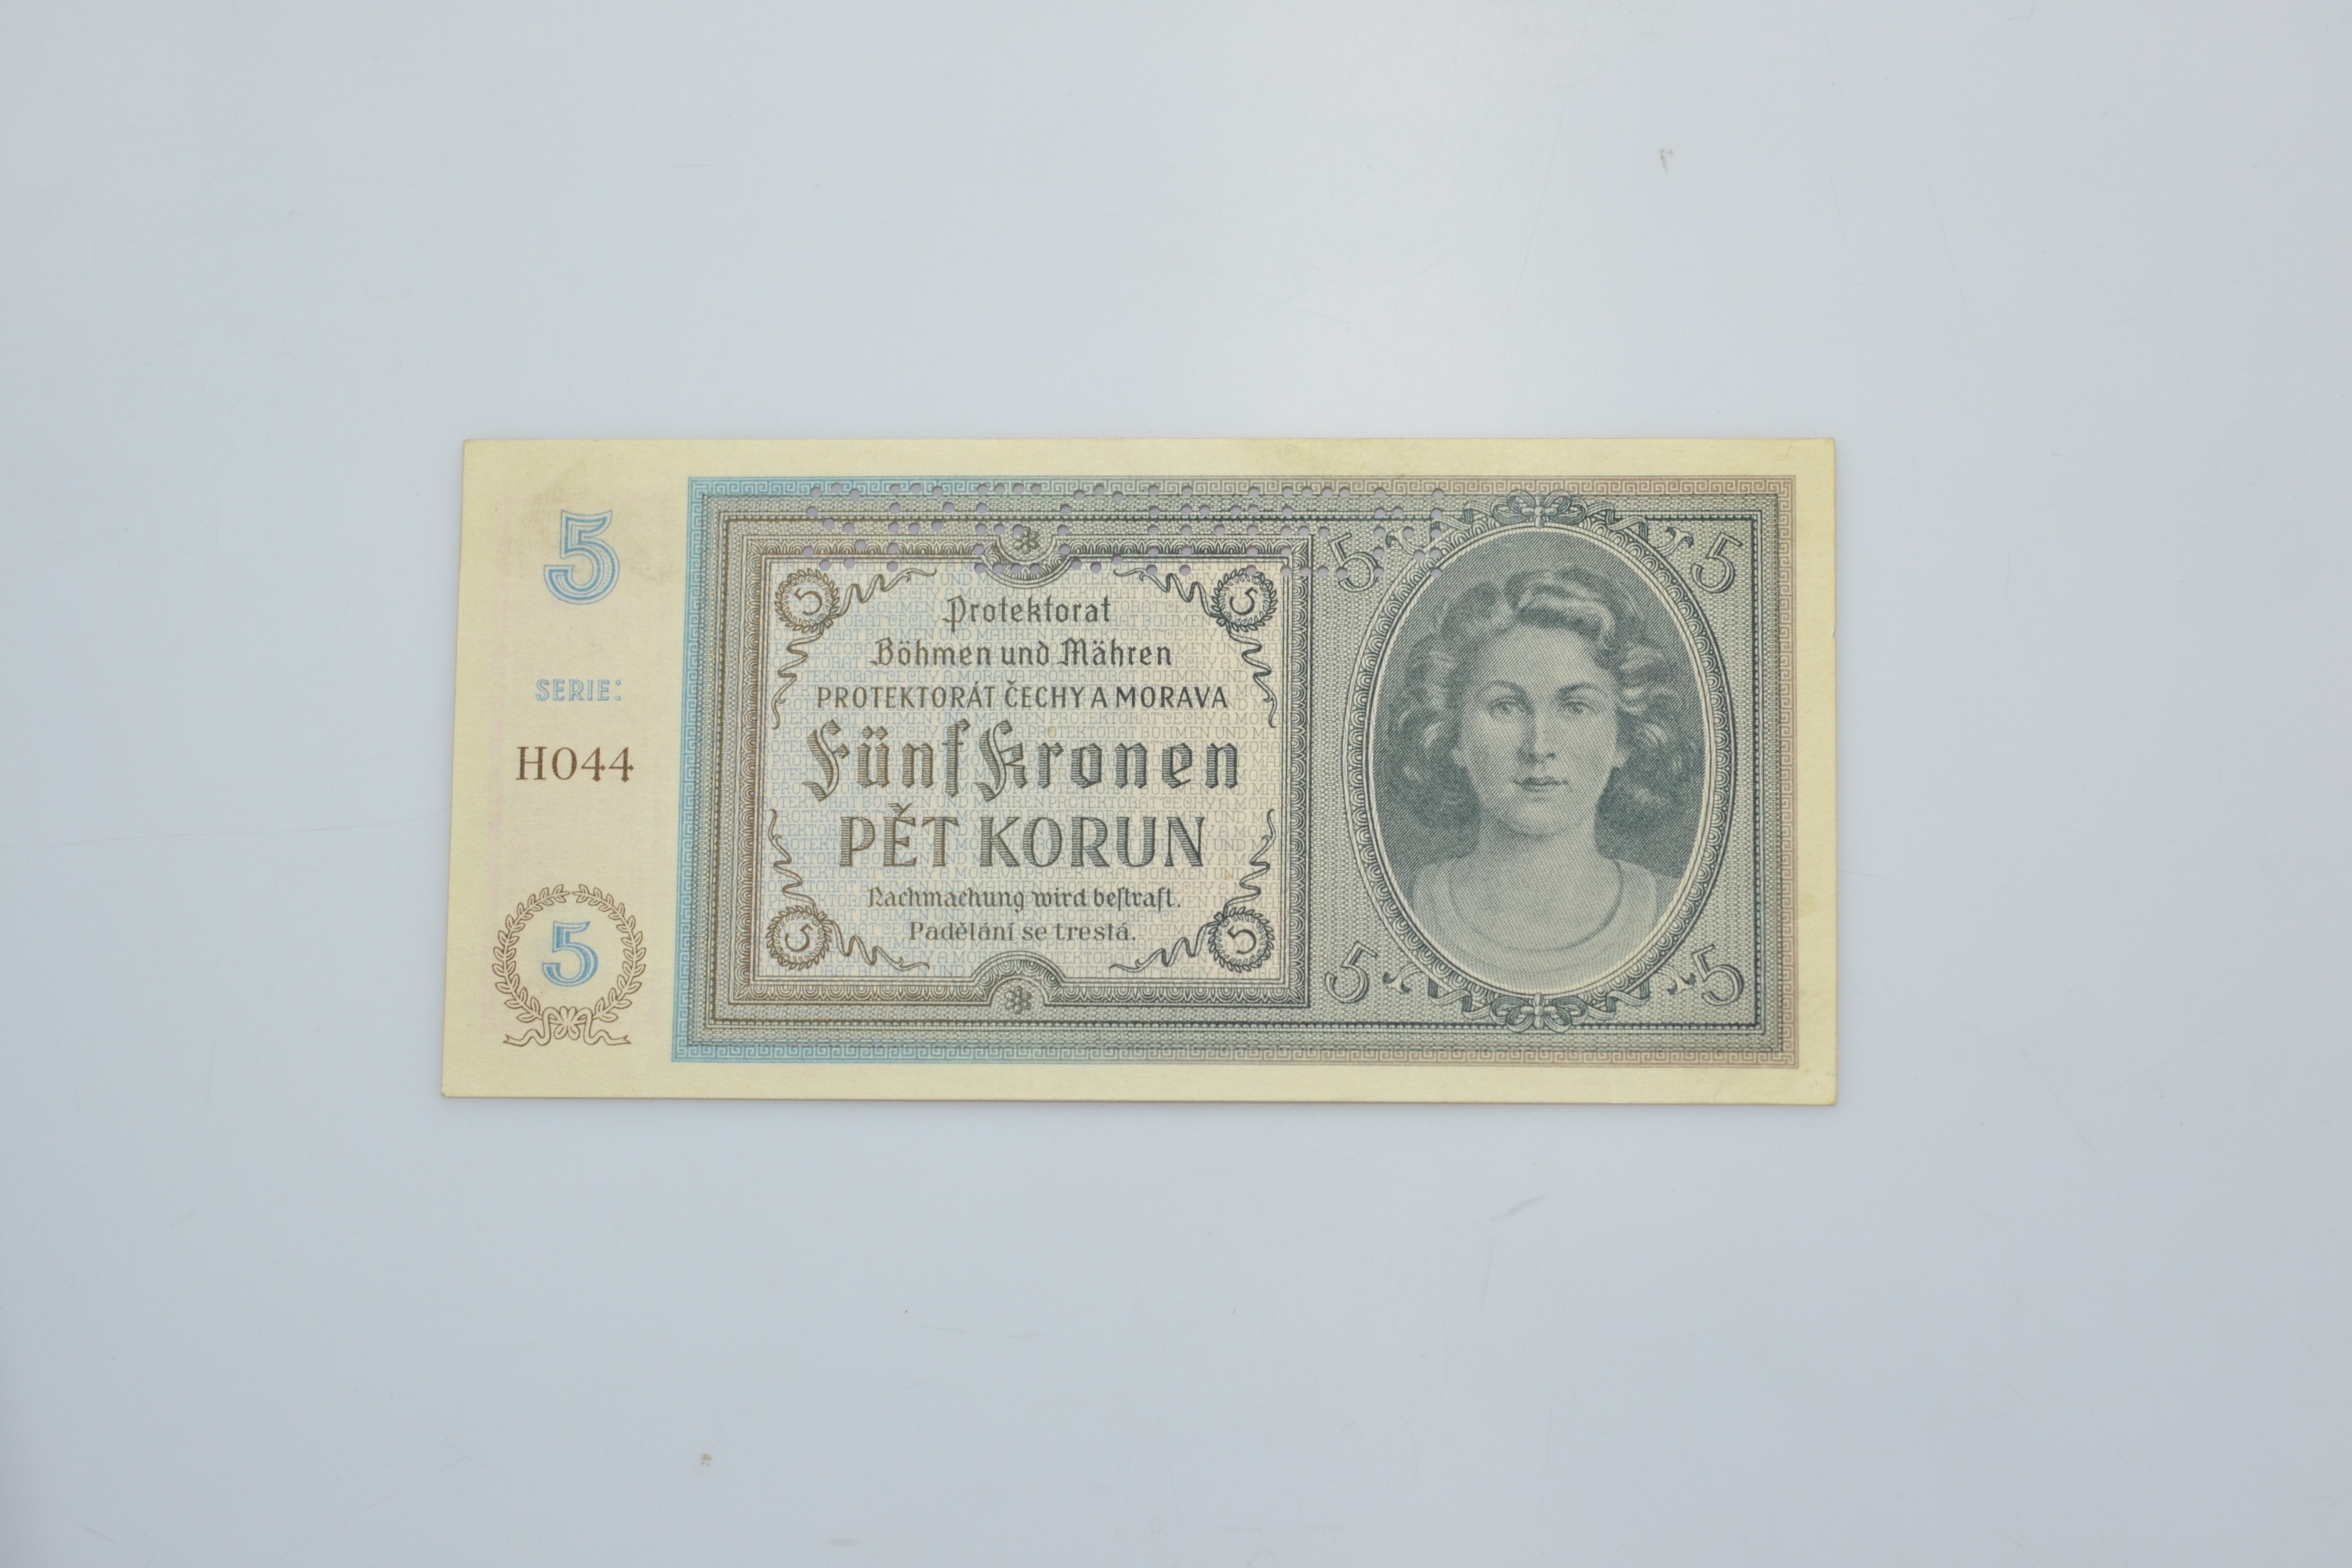 5
SERIE:
H044
5
SPECIMEN
5 5
Protektorat
Böhmen und Mähren
PROTEKTORÁT ČECHY A MORAVA
Fünf Kronen
PĚT KORUN
Nachmachung wird beſtraft.
Padělání se trestá.
5 5
5 5
5 5